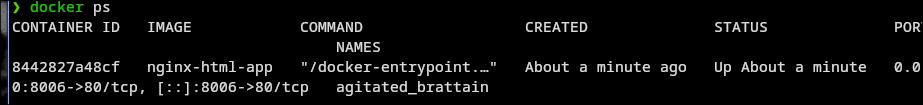 ❯ docker ps
CONTAINER ID   IMAGE            COMMAND                  CREATED              STATUS              POR
NAMES
8442827a48cf   nginx-html-app   "/docker-entrypoint.…"   About a minute ago   Up About a minute   0.0
0:8006->80/tcp, [::]:8006->80/tcp   agitated_brattain